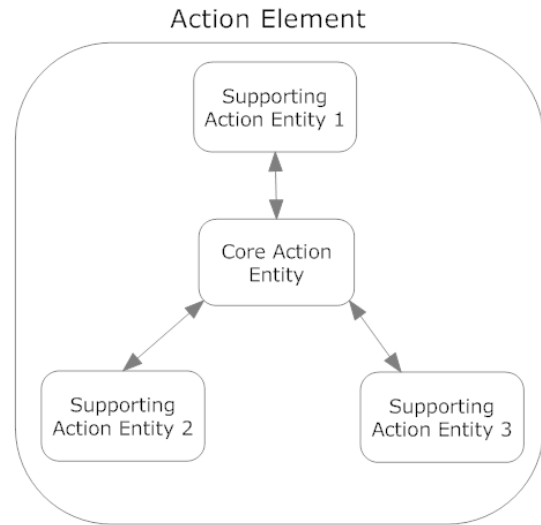 Action Element
Supporting
Action Entity 1
Core Action
Entity
Supporting
Action Entity 2
Supporting
Action Entity 3